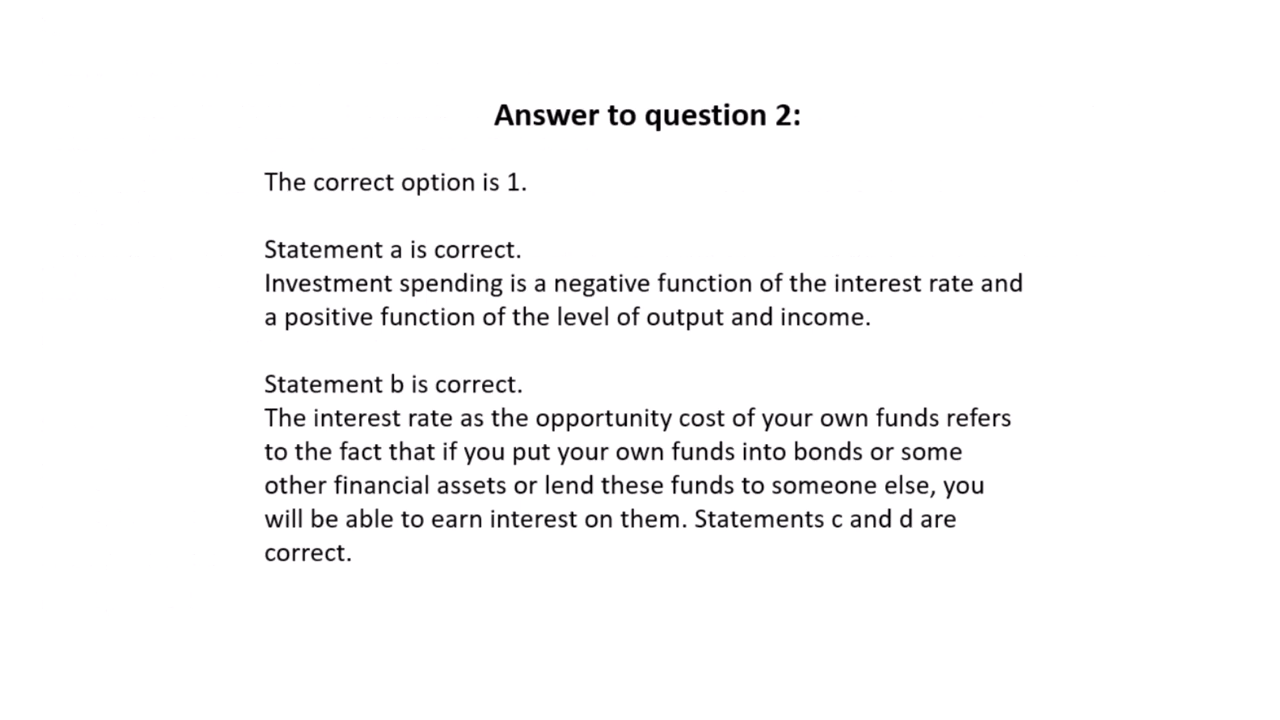 Answer to question 2:
The correct option is 1.
Statement a is correct.
Investment spending is a negative function of the interest rate and
a positive function of the level of output and income.
Statement b is correct.
The interest rate as the opportunity cost of your own funds refers
to the fact that if you put your own funds into bonds or some
other financial assets or lend these funds to someone else, you
will be able to earn interest on them. Statements c and d are
correct.